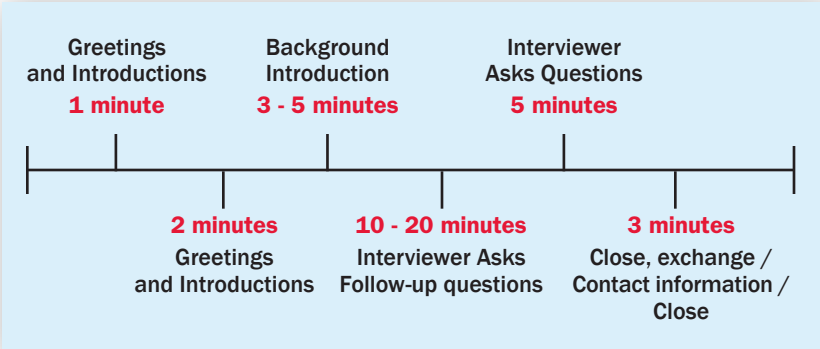 Greetings
and Introductions
1 minute
Background
Introduction
3 - 5 minutes
Interviewer
Asks Questions
5 minutes
2 minutes
Greetings
and Introductions
10 - 20 minutes
Interviewer Asks
Follow-up questions
3 minutes
Close, exchange /
Contact information /
Close